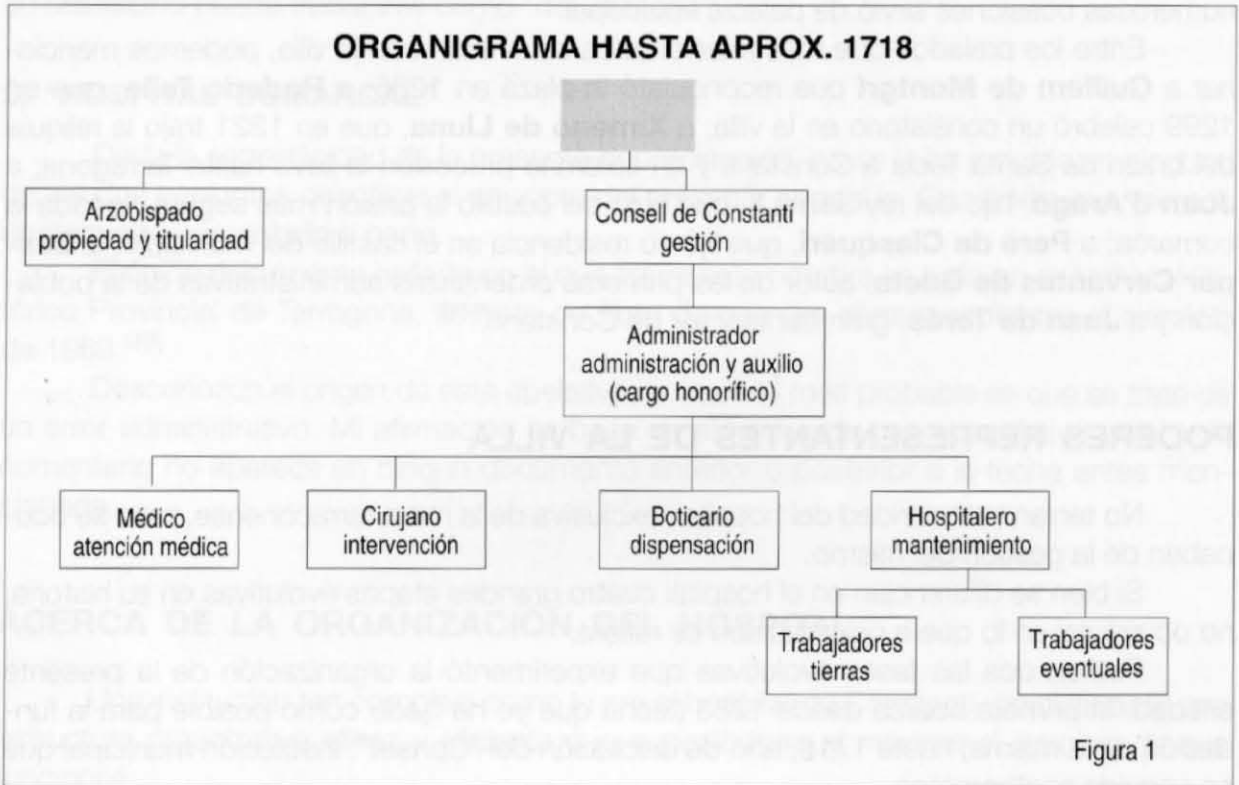 ORGANIGRAMA HASTA APROX. 1718
Arzobispado
propiedad y titularidad
Consell de Constantí
gestión
Administrador
administración y auxilio
(cargo honorífico)
Médico
atención médica
Cirujano
intervención
Boticario
dispensación
Hospitalero
mantenimiento
Trabajadores
tierras
Trabajadores
eventuales
Figura 1